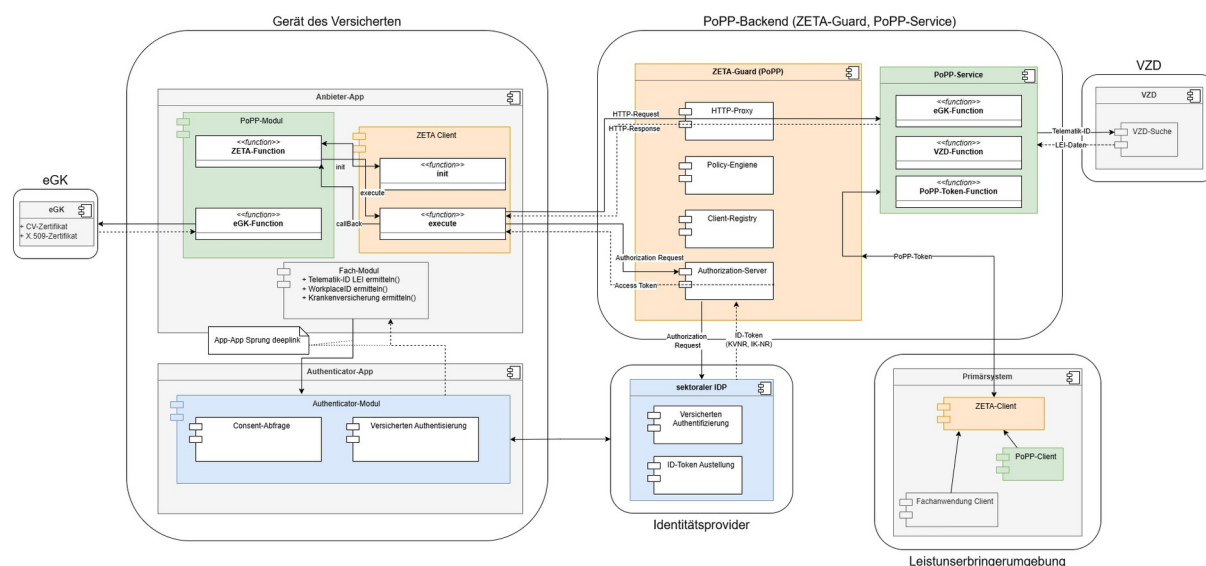 Gerät des Versicherten
PoPP-Backend (ZETA-Guard, PoPP-Service)
VZD
eGK
Anbieter-App
PoPP-Modul
<<function>>
ZETA-Function
<<function>>
eGK-Function
ZETA Client
<<function>>
init
<<function>>
execute
init
execute
callBack
Fach-Modul
+ Telematik-ID LEI ermitteln()
+ WorkplaceID ermitteln()
+ Krankenversicherung ermitteln()
App-App Sprung deeplink
eGK
+ CV-Zertifikat
+ X.509-Zertifikat
Authenticator-App
Authenticator-Modul
Consent-Abfrage
Versicherten Authentisierung
ZETA-Guard (PoPP)
HTTP-Proxy
Policy-Engiene
Client-Registry
Authorization-Server
HTTP-Request
HTTP-Response
Authorization Request
Access Token
PoPP-Service
<<function>>
eGK-Function
<<function>>
VZD-Function
<<function>>
PoPP-Token-Function
PoPP-Token
Telematik-ID
LEI-Daten
VZD
VZD-Suche
Authorization
Request
ID-Token
(KVNR, IK-NR)
sektoraler IDP
Versicherten
Authentifizierung
ID-Token Austellung
Identitätsprovider
Primärsystem
ZETA-Client
PoPP-Client
Fachanwendung Client
Leistunserbringerumgebung